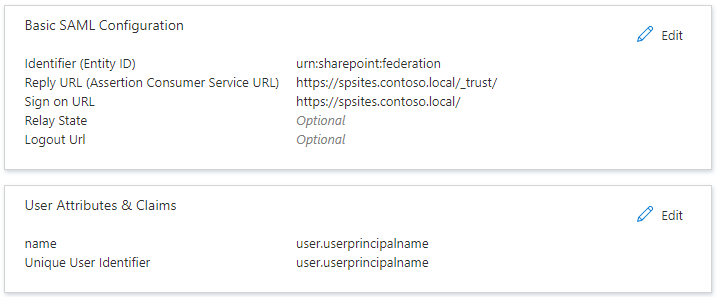 Basic SAML Configuration
Edit
Identifier (Entity ID) urn:sharepoint:federation
Reply URL (Assertion Consumer Service URL) https://spsites.contoso.local/_trust/
Sign on URL https://spsites.contoso.local/
Relay State Optional
Logout Url Optional
User Attributes & Claims
Edit
name user.userprincipalname
Unique User Identifier user.userprincipalname